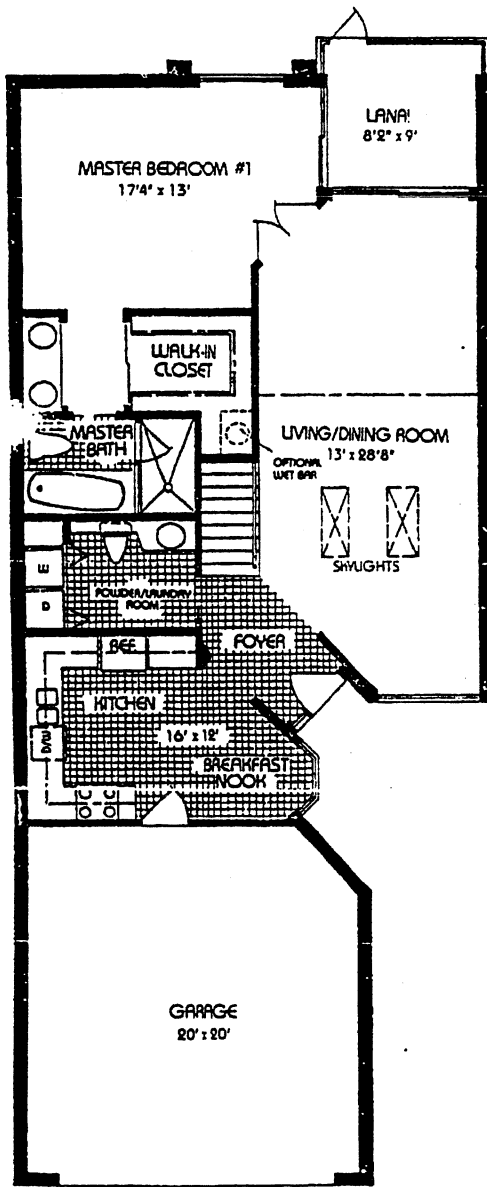 LANAI
8'2" x 9'
MASTER BEDROOM #1
17'4" x 13'
WALK-IN
CLOSET
MASTER
BATH
LIVING/DINING ROOM
13' x 28'8"
OPTIONAL
WET BAR
SKYLIGHTS
POWDER/LAUNDRY
ROOM
D
FOYER
REF
KITCHEN
16' x 12'
D/W
BREAKFAST
NOOK
GARAGE
20' x 20'